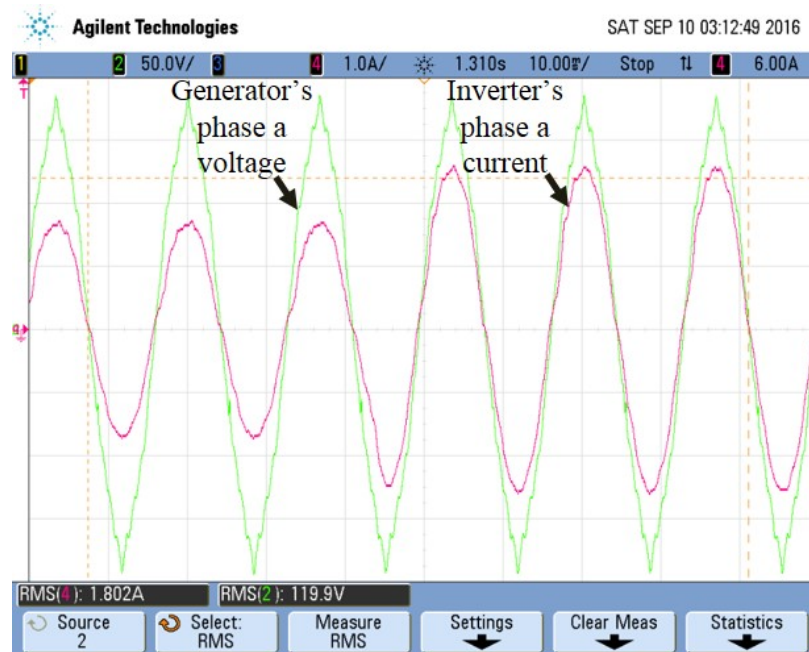 Agilent Technologies
SAT SEP 10 03:12:49 2016
1 2 50.0V/ 3 4 1.0A/ 1.310s 10.00㎳/ Stop 4 6.00A
T
Generator's
phase a
voltage
Inverter's
phase a
current
RMS(4): 1.802A RMS(2): 119.9V
Source
2
Select:
RMS
Measure
RMS
Settings
Clear Meas
Statistics